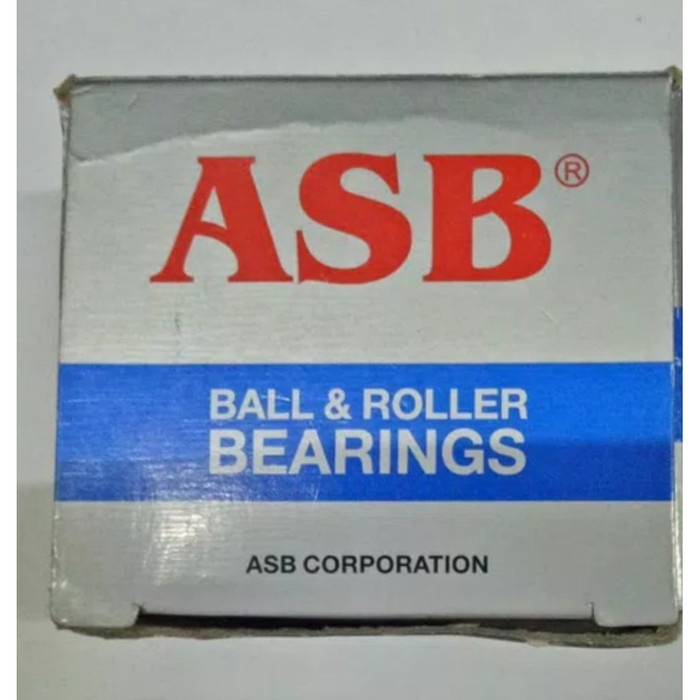 ASB®
BALL & ROLLER
BEARINGS
ASB CORPORATION